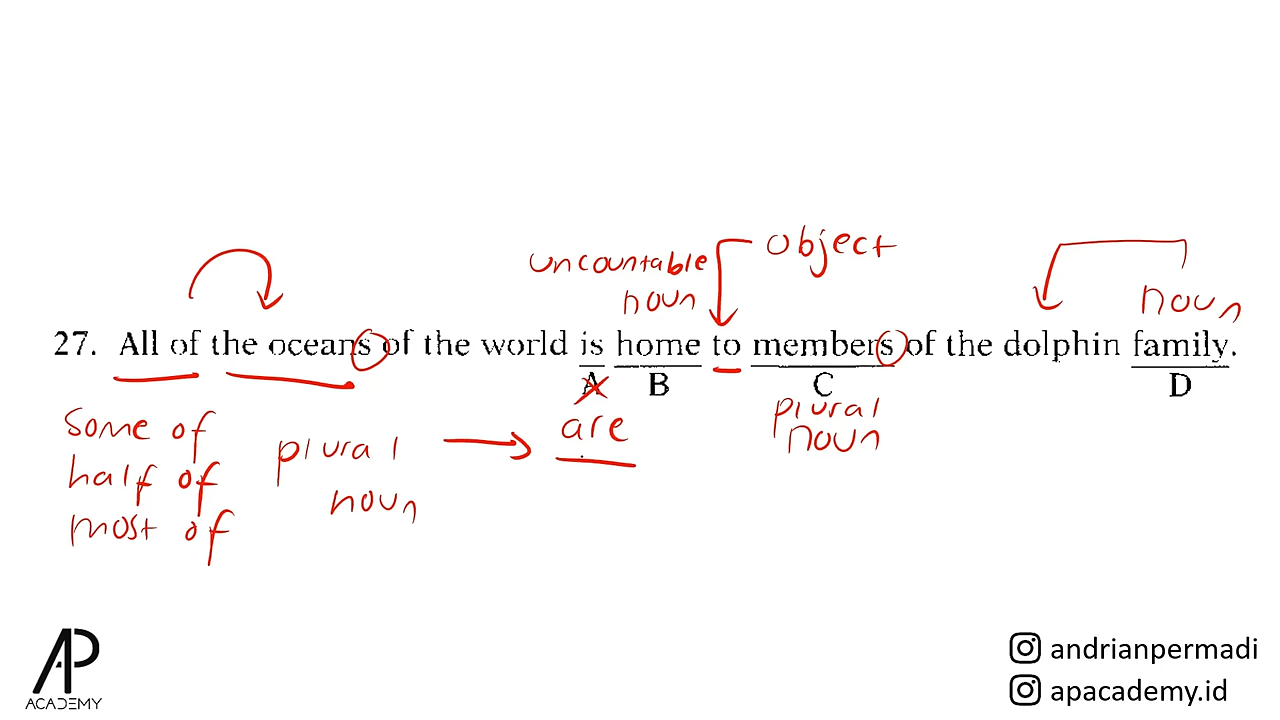 object
uncountable
noun
noun
27. All of the oceans of the world is home to members of the dolphin family.
A B C D
are
plural
noun
some of
half of
most of
plural
noun
AP
ACADEMY
andrianpermadi
apacademy.id